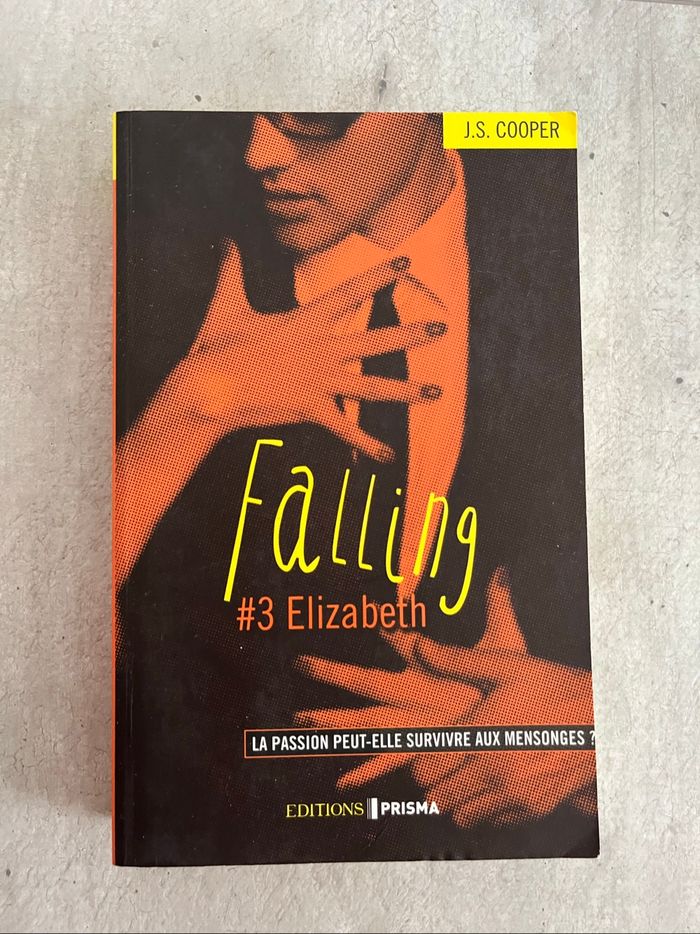 J.S. COOPER
Falling
#3 Elizabeth
LA PASSION PEUT-ELLE SURVIVRE AUX MENSONGES ?
EDITIONS PRISMA